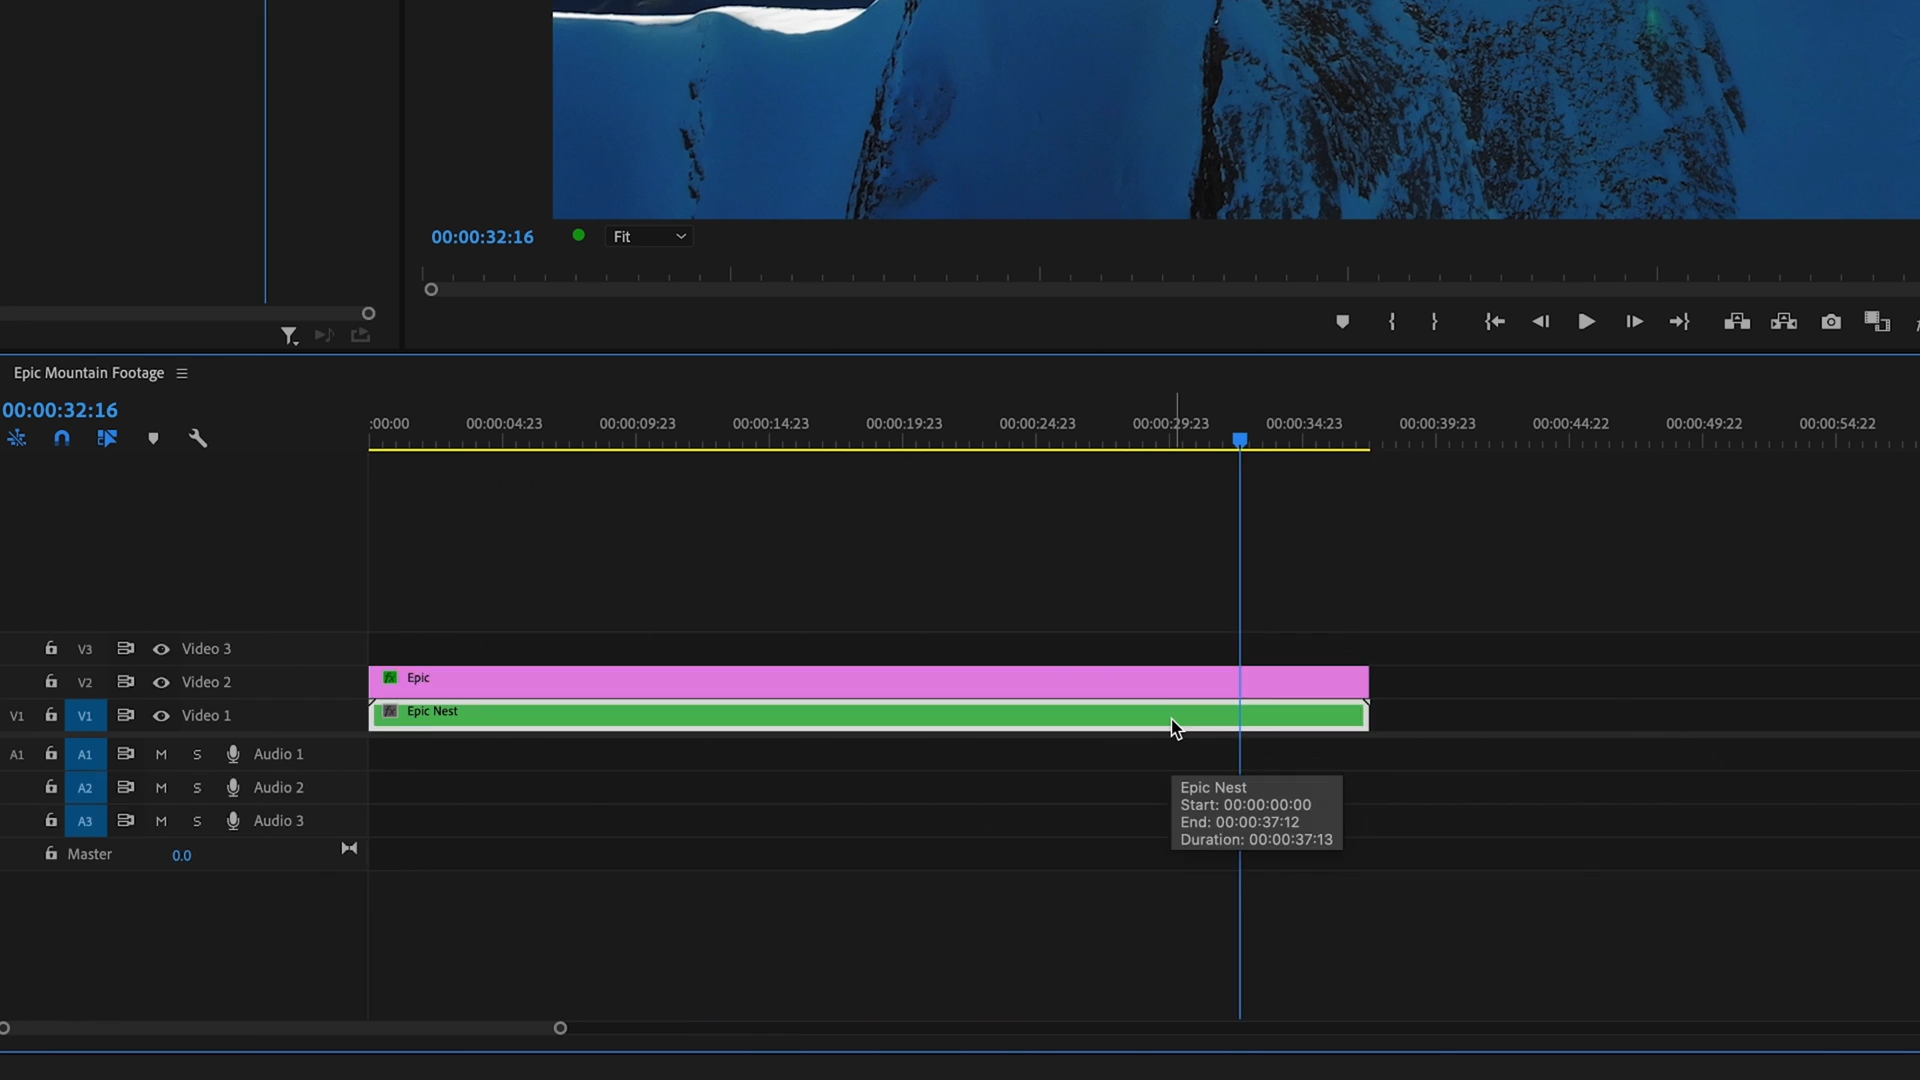 00:00:32:16
Fit
Epic Mountain Footage
00:00:32:16
:00:00
00:00:04:23
00:00:09:23
00:00:14:23
00:00:19:23
00:00:24:23
00:00:29:23
00:00:34:23
00:00:39:23
00:00:44:22
00:00:49:22
00:00:54:22
V3 Video 3
V2 Video 2
fx Epic
V1 V1 Video 1
fx Epic Nest
A1 A1 M S Audio 1
A2 M S Audio 2
A3 M S Audio 3
Master 0.0
Epic Nest
Start: 00:00:00:00
End: 00:00:37:12
Duration: 00:00:37:13